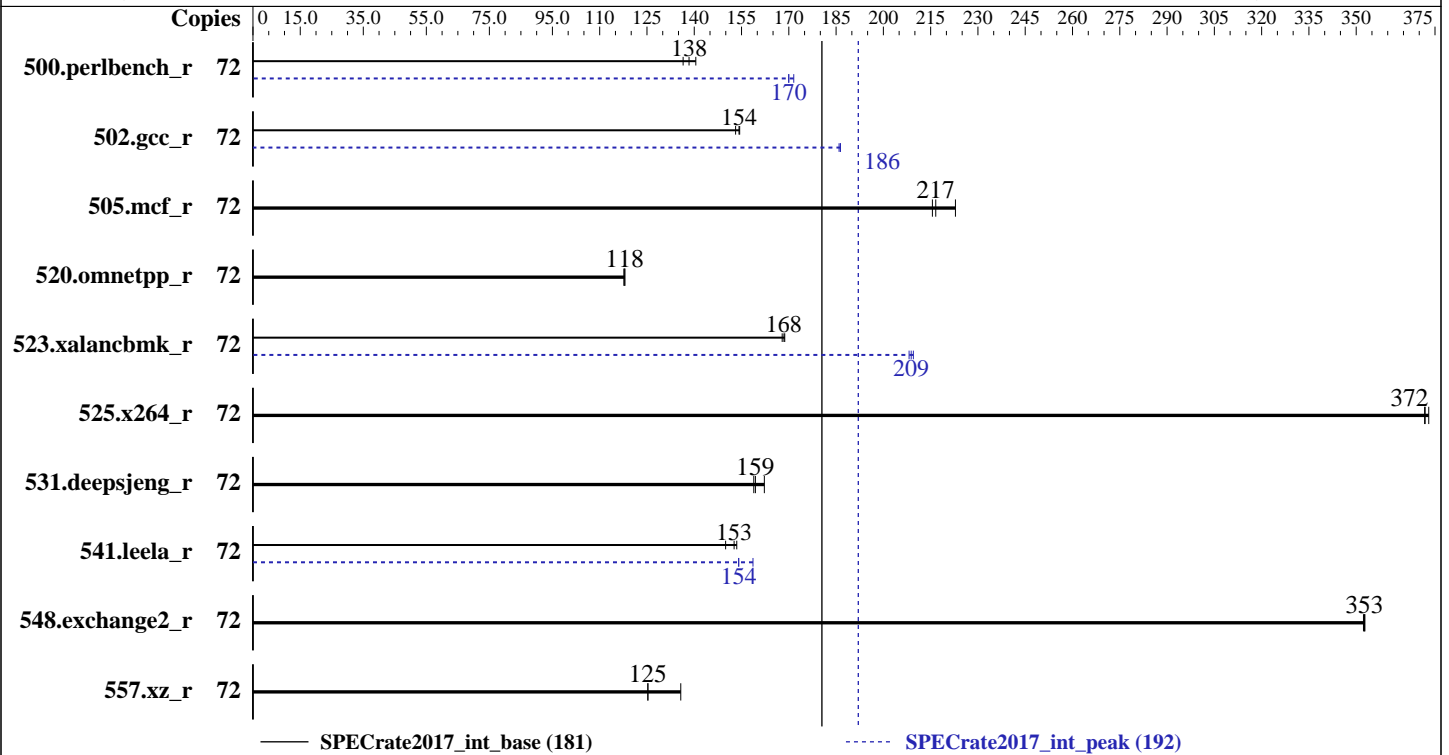 Copies 0 15.0 35.0 55.0 75.0 95.0 110 125 140 155 170 185 200 215 230 245 260 275 290 305 320 335 350 375
138
500.perlbench_r 72
170
154
502.gcc_r 72
186
217
505.mcf_r 72
118
520.omnetpp_r 72
168
523.xalancbmk_r 72
209
372
525.x264_r 72
159
531.deepsjeng_r 72
153
541.leela_r 72
154
353
548.exchange2_r 72
125
557.xz_r 72
SPECrate2017_int_base (181) SPECrate2017_int_peak (192)